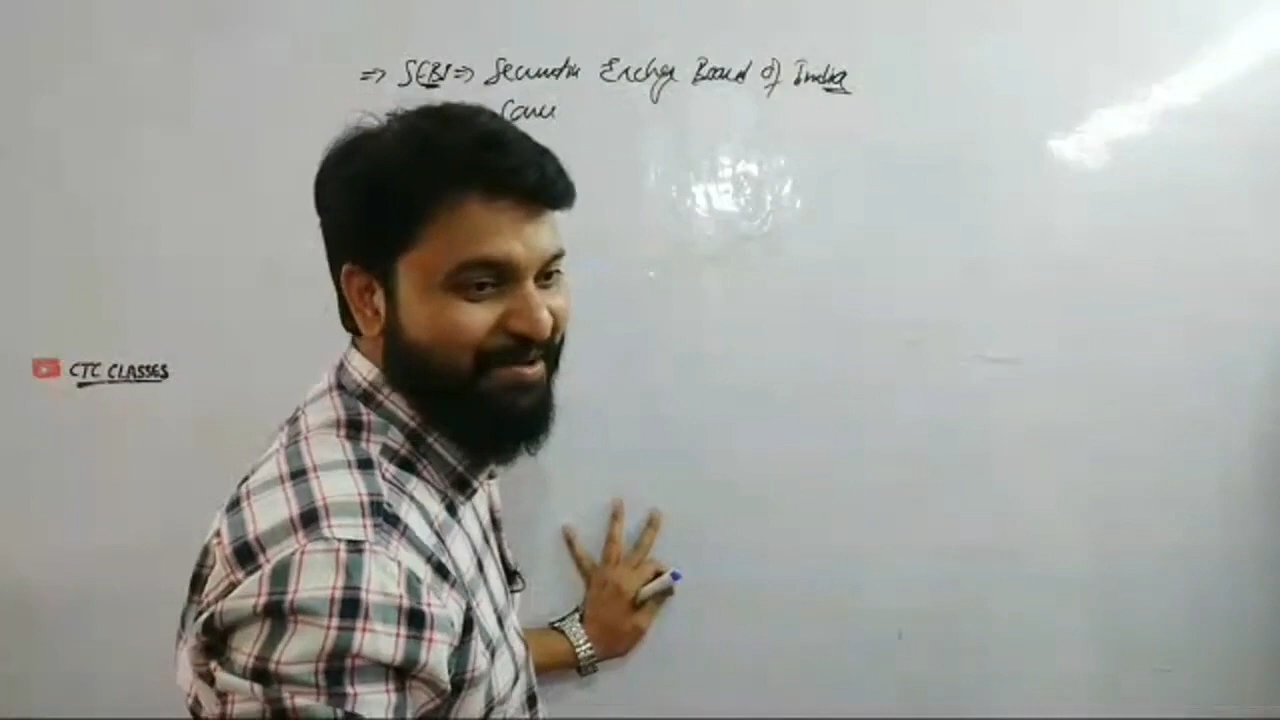 ⇒ SEBI ⇒ Securities Exchange Board of India
CTC CLASSES